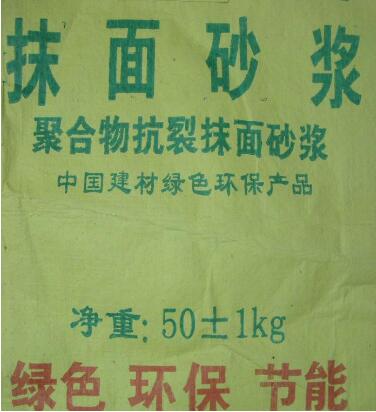 抹面砂浆
聚合物抗裂抹面砂浆
中国建材绿色环保产品
净重:50±1kg
绿色 环保 节能